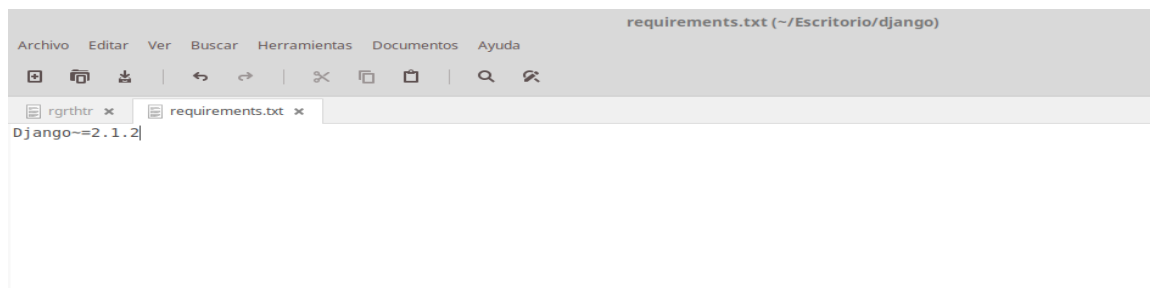 requirements.txt (~/Escritorio/django)
Archivo Editar Ver Buscar Herramientas Documentos Ayuda
rgrthtr requirements.txt
Django~=2.1.2